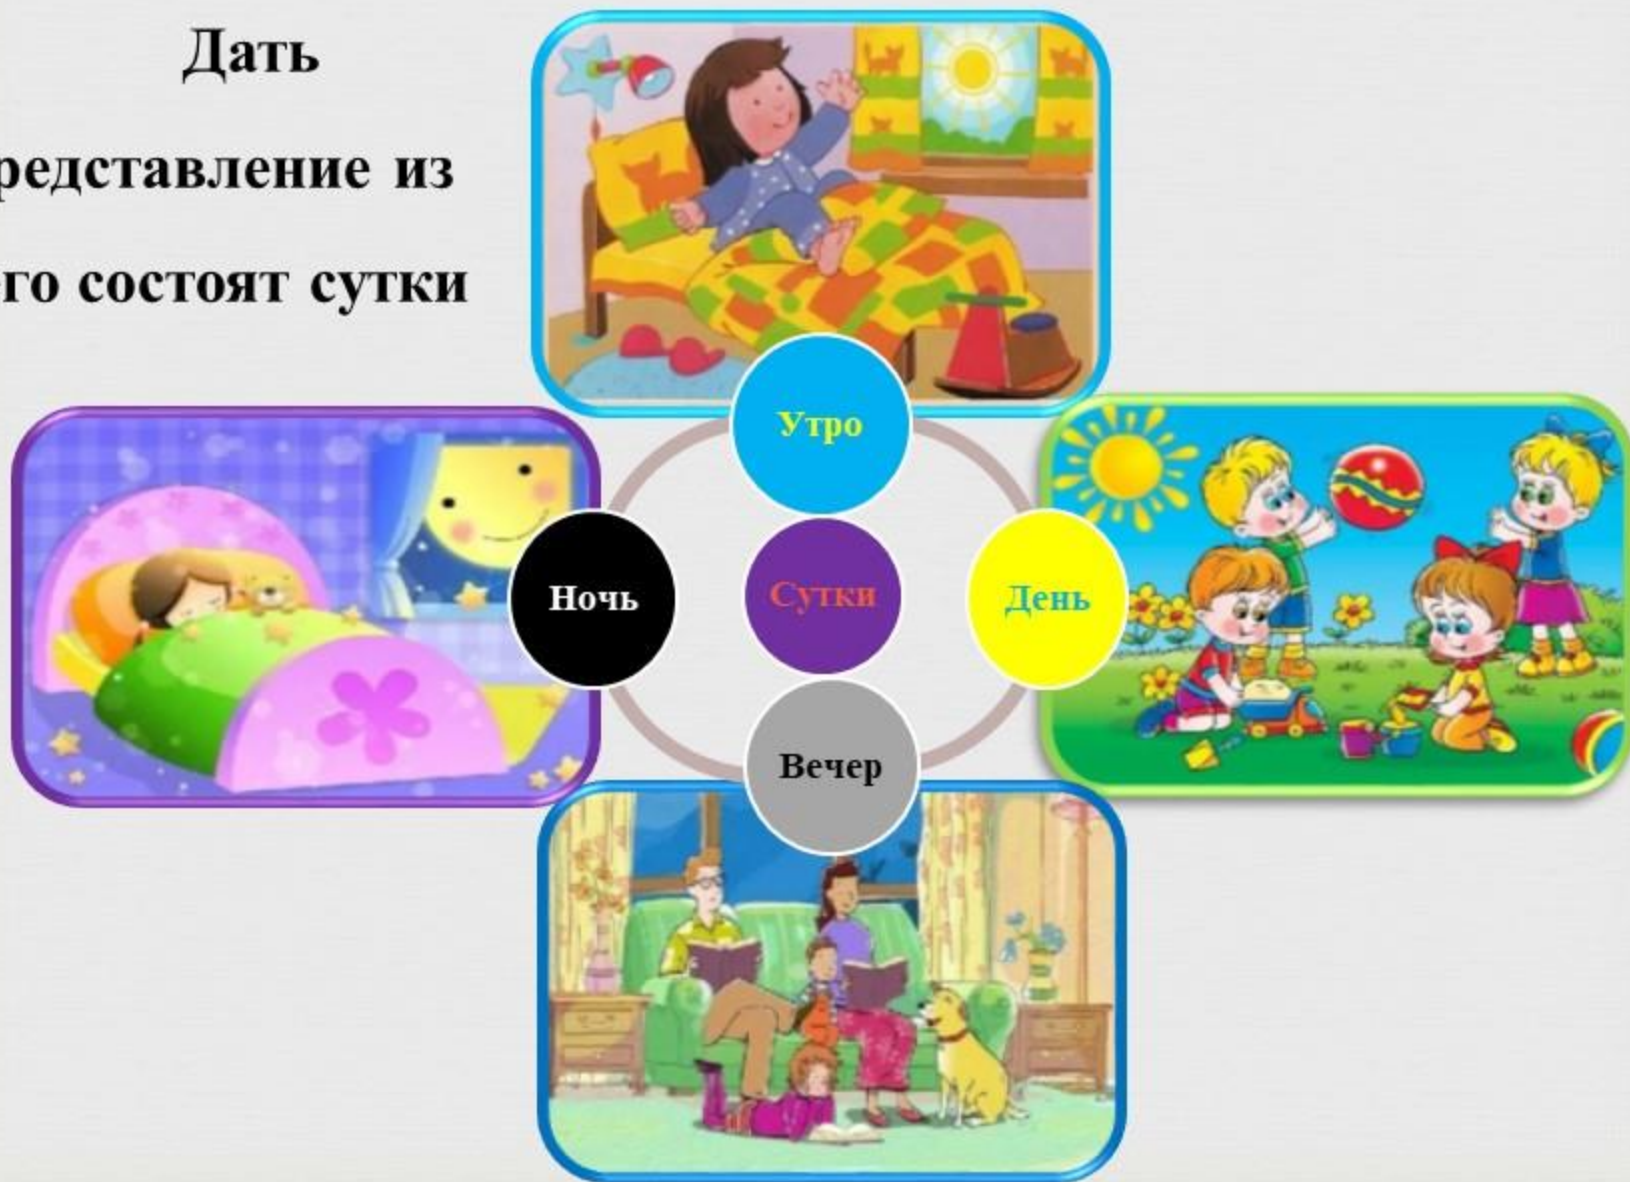 Дать
редставление из
го состоят сутки
Утро
Ночь
Сутки
День
Вечер